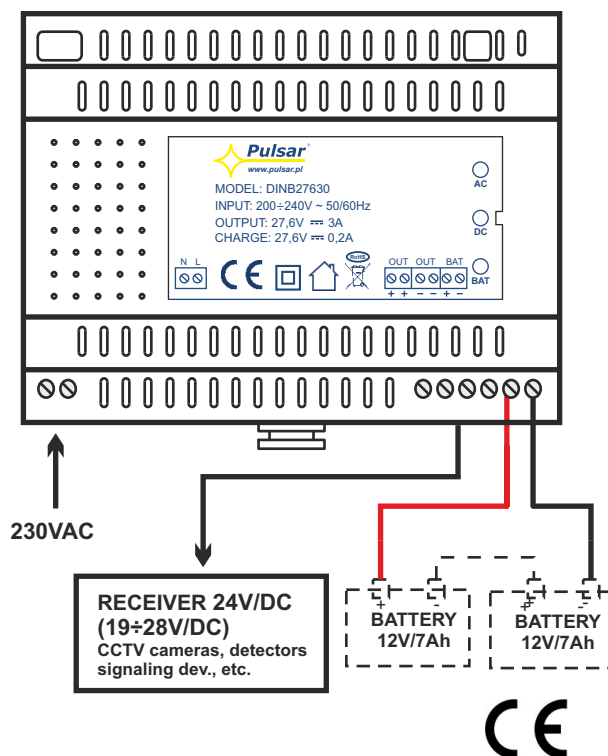 Pulsar®
www.pulsar.pl
MODEL: DINB27630
INPUT: 200÷240V ~ 50/60Hz
OUTPUT: 27,6V ⎓ 3A
CHARGE: 27,6V ⎓ 0,2A
AC
DC
BAT
N L
CE
RoHS
OUT OUT BAT
+ + − − + −
230VAC
RECEIVER 24V/DC
(19÷28V/DC)
CCTV cameras, detectors
signaling dev., etc.
+ -
BATTERY
12V/7Ah
+ -
BATTERY
12V/7Ah
CE